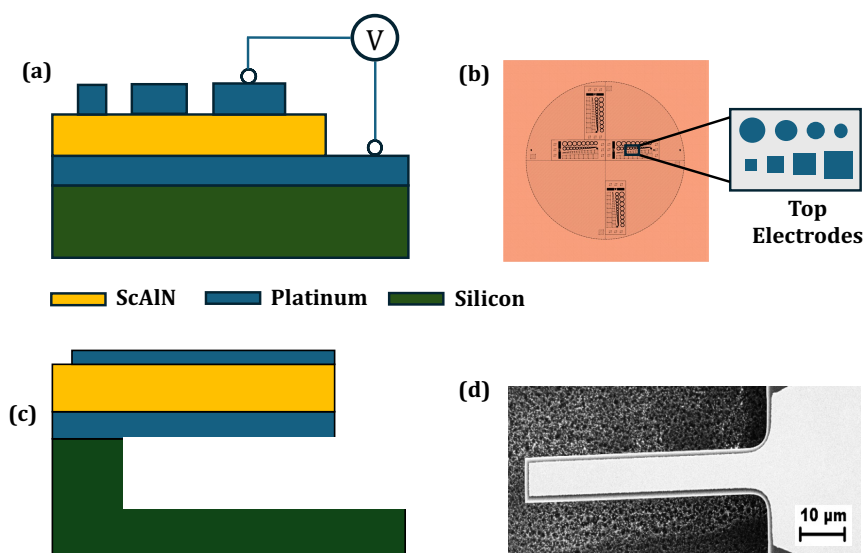 (a)
V
(b)
Top
Electrodes
ScAlN
Platinum
Silicon
(c)
(d)
10 µm